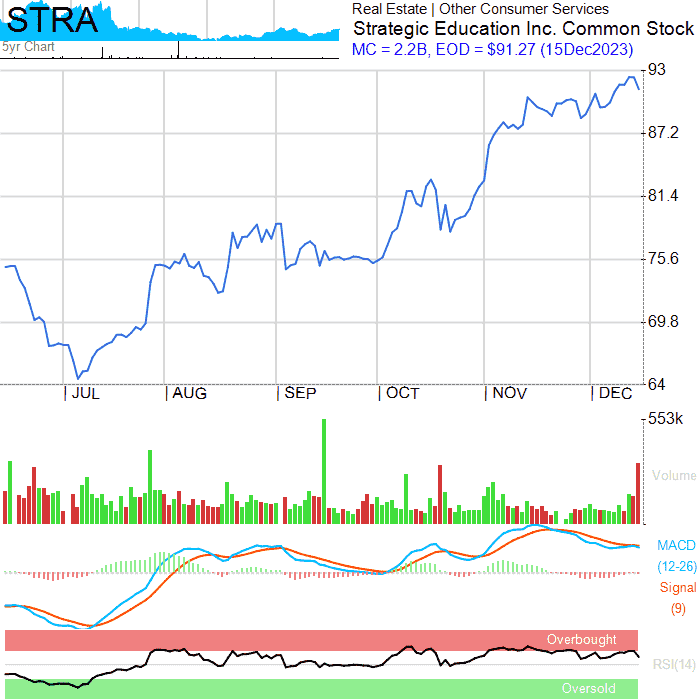 STRA
5yr Chart
Real Estate | Other Consumer Services
Strategic Education Inc. Common Stock
MC = 2.2B, EOD = $91.27 (15Dec2023)
93
87.2
81.4
75.6
69.8
64
| JUL | AUG | SEP | OCT | NOV | DEC
553k
Volume
MACD
(12-26)
Signal
(9)
Overbought
RSI(14)
Oversold